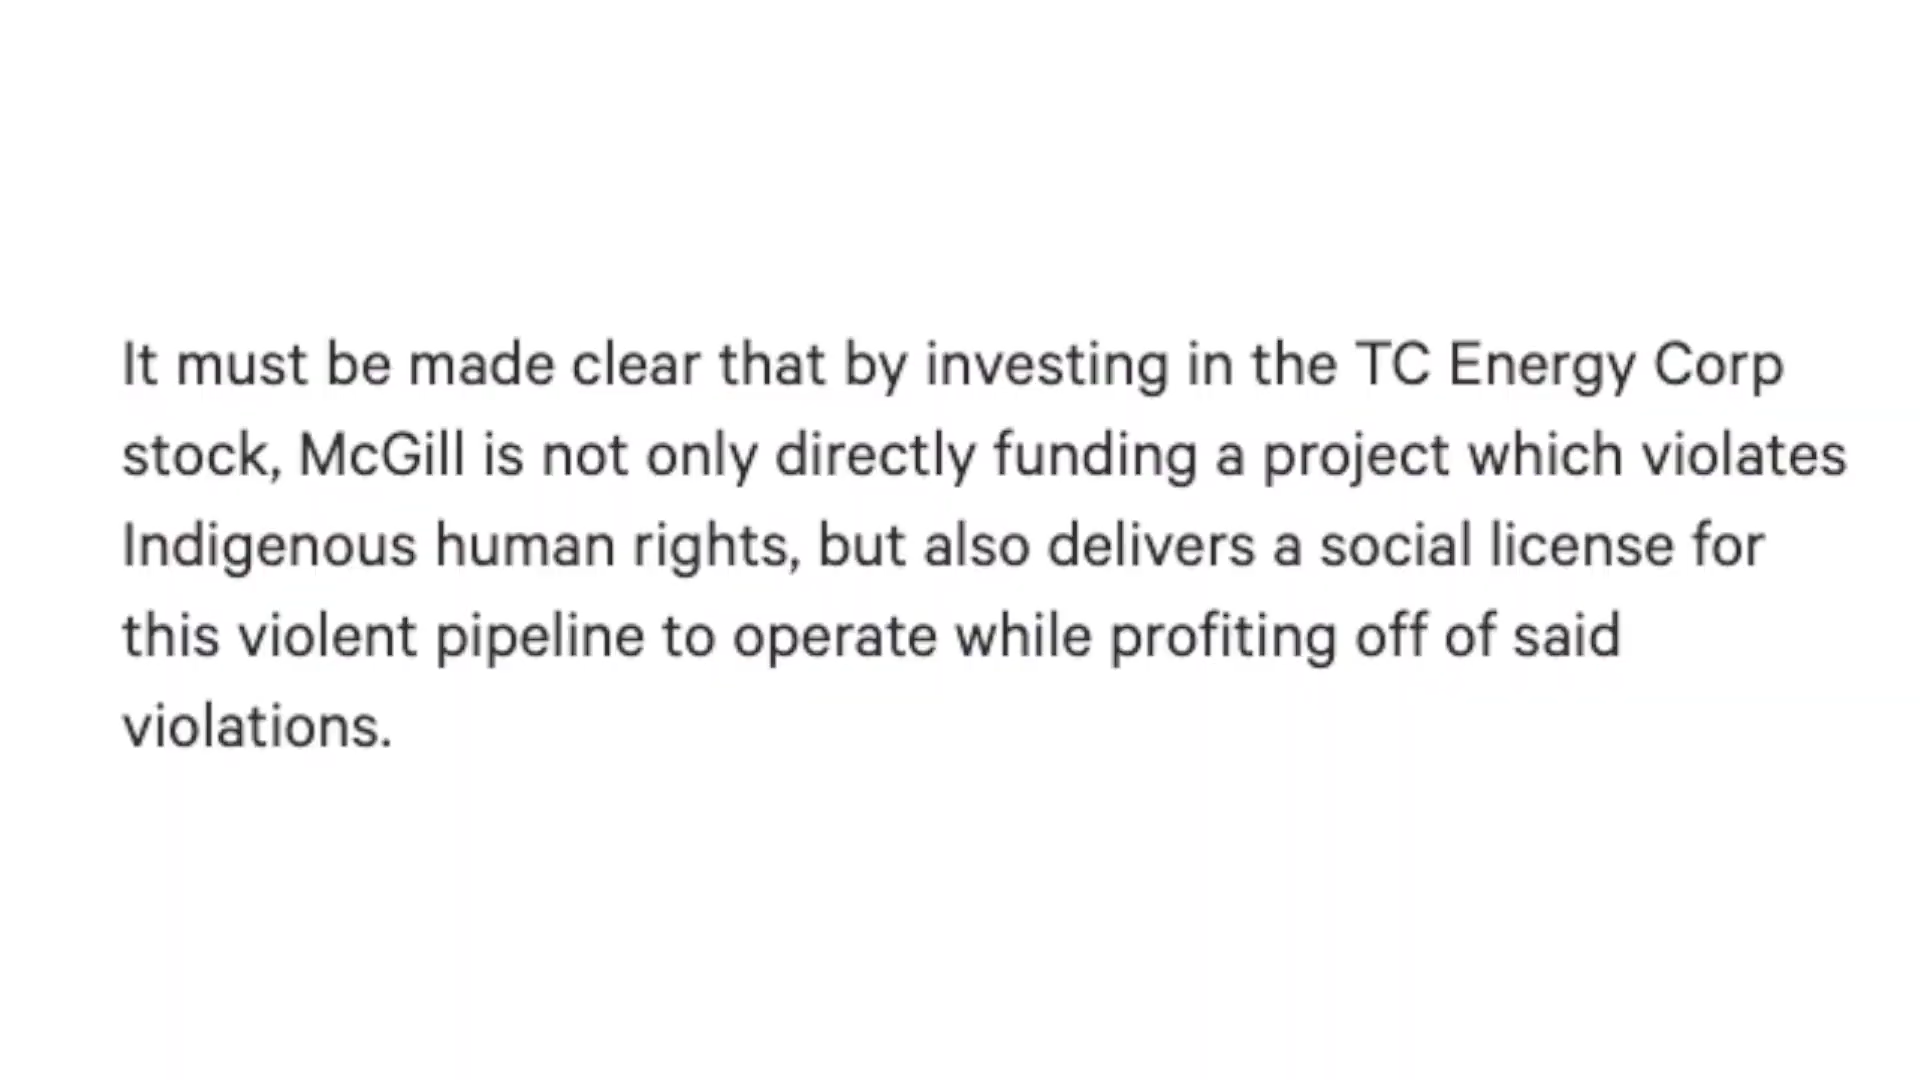 It must be made clear that by investing in the TC Energy Corp
stock, McGill is not only directly funding a project which violates
Indigenous human rights, but also delivers a social license for
this violent pipeline to operate while profiting off of said
violations.